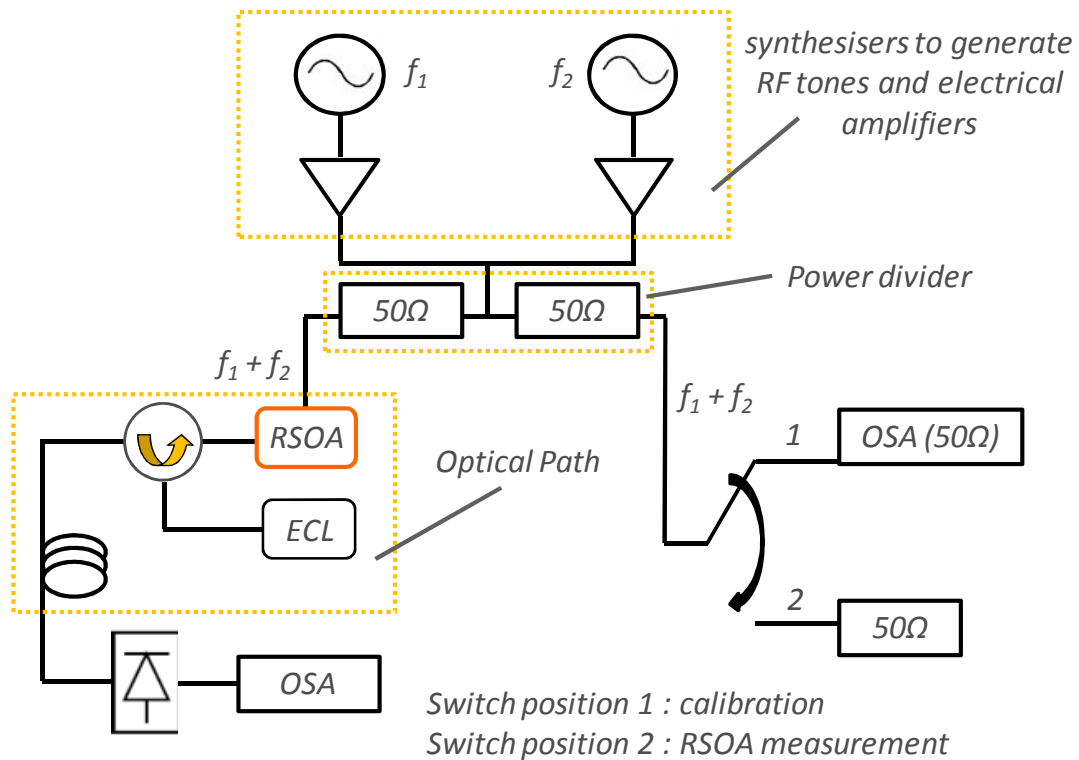 f1
f2
synthesisers to generate
RF tones and electrical
amplifiers
50Ω
50Ω
Power divider
f1 + f2
f1 + f2
RSOA
ECL
Optical Path
1
OSA (50Ω)
2
50Ω
OSA
Switch position 1 : calibration
Switch position 2 : RSOA measurement